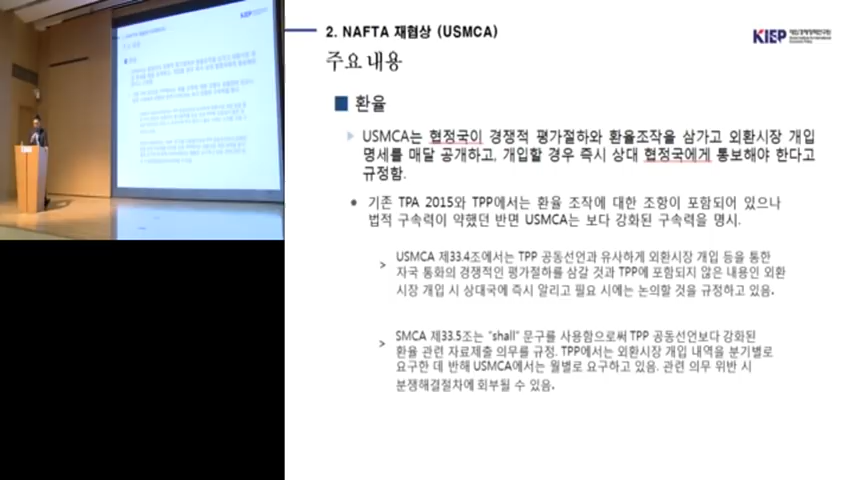 2. NAFTA 재협상 (USMCA)
KIEP
주요 내용
환율
USMCA는 협정국이 경쟁적 평가절하와 환율조작을 삼가고 외환시장 개입
명세를 매달 공개하고, 개입할 경우 즉시 상대 협정국에게 통보해야 한다고
규정함.
기존 TPA 2015와 TPP에서는 환율 조작에 대한 조항이 포함되어 있으나
법적 구속력이 약했던 반면 USMCA는 보다 강화된 구속력을 명시.
> USMCA 제33.4조에서는 TPP 공동선언과 유사하게 외환시장 개입 등을 통한
자국 통화의 경쟁적인 평가절하를 삼갈 것과 TPP에 포함되지 않은 내용인 외환
시장 개입 시 상대국에 즉시 알리고 필요 시에는 논의할 것을 규정하고 있음.
> SMCA 제33.5조는 "shall" 문구를 사용함으로써 TPP 공동선언보다 강화된
환율 관련 자료제출 의무를 규정. TPP에서는 외환시장 개입 내역을 분기별로
요구한 데 반해 USMCA에서는 월별로 요구하고 있음. 관련 의무 위반 시
분쟁해결절차에 회부될 수 있음.